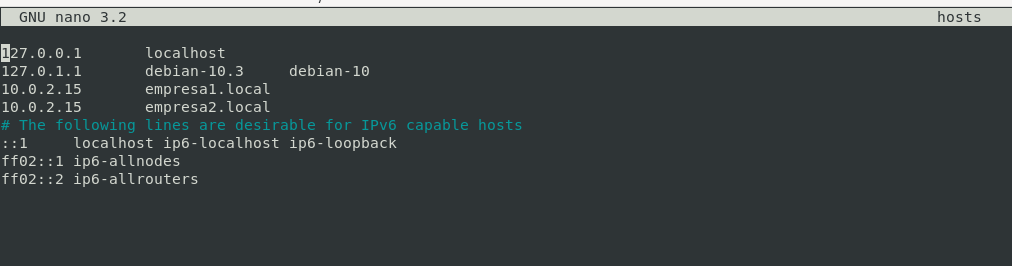 GNU nano 3.2 hosts
127.0.0.1 localhost
127.0.1.1 debian-10.3 debian-10
10.0.2.15 empresa1.local
10.0.2.15 empresa2.local
# The following lines are desirable for IPv6 capable hosts
::1 localhost ip6-localhost ip6-loopback
ff02::1 ip6-allnodes
ff02::2 ip6-allrouters